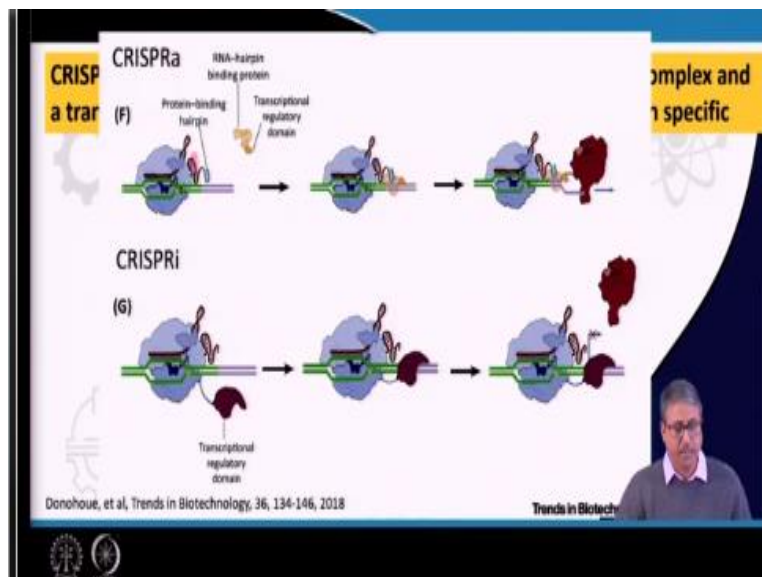 CRISPRa
RNA–hairpin
binding protein
CRISP
omplex and
Protein–binding
hairpin
Transcriptional
regulatory
domain
a tran
n specific
(F)
CRISPRi
(G)
Transcriptional
regulatory
domain
Donohoue, et al, Trends in Biotechnology, 36, 134-146, 2018
Trends in Biotech